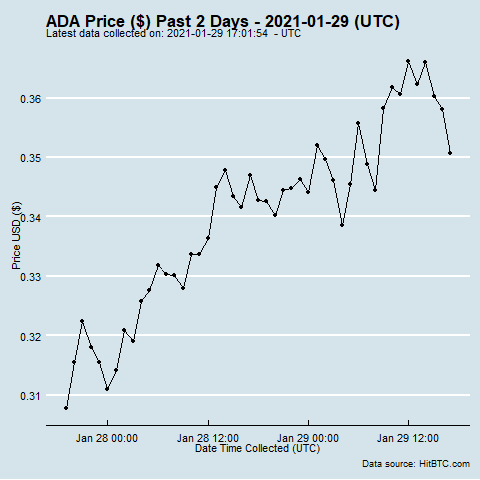 ADA Price ($) Past 2 Days - 2021-01-29 (UTC)
Latest data collected on: 2021-01-29 17:01:54 - UTC
Price USD ($)
0.36
0.35
0.34
0.33
0.32
0.31
Jan 28 00:00
Jan 28 12:00
Jan 29 00:00
Jan 29 12:00
Date Time Collected (UTC)
Data source: HitBTC.com